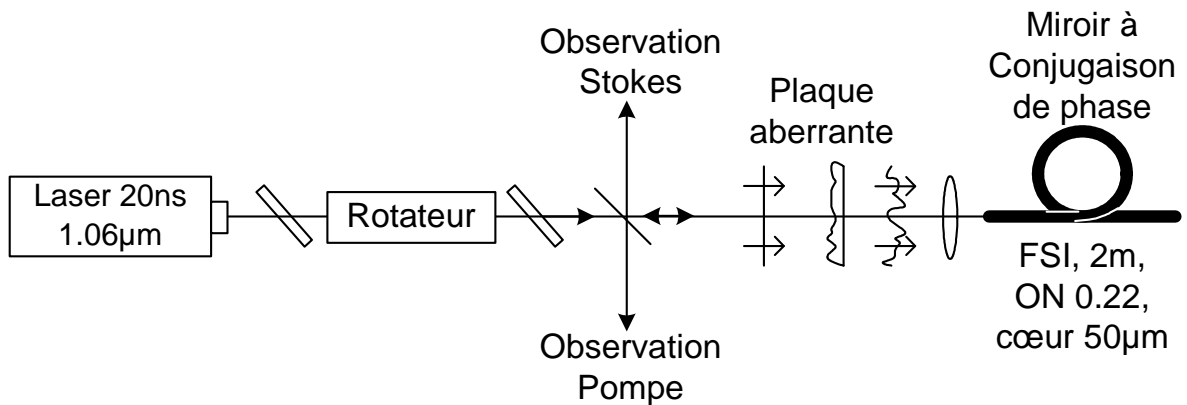 Laser 20ns
1.06µm
Rotateur
Observation
Stokes
Observation
Pompe
Plaque
aberrante
Miroir à
Conjugaison
de phase
FSI, 2m,
ON 0.22,
cœur 50µm